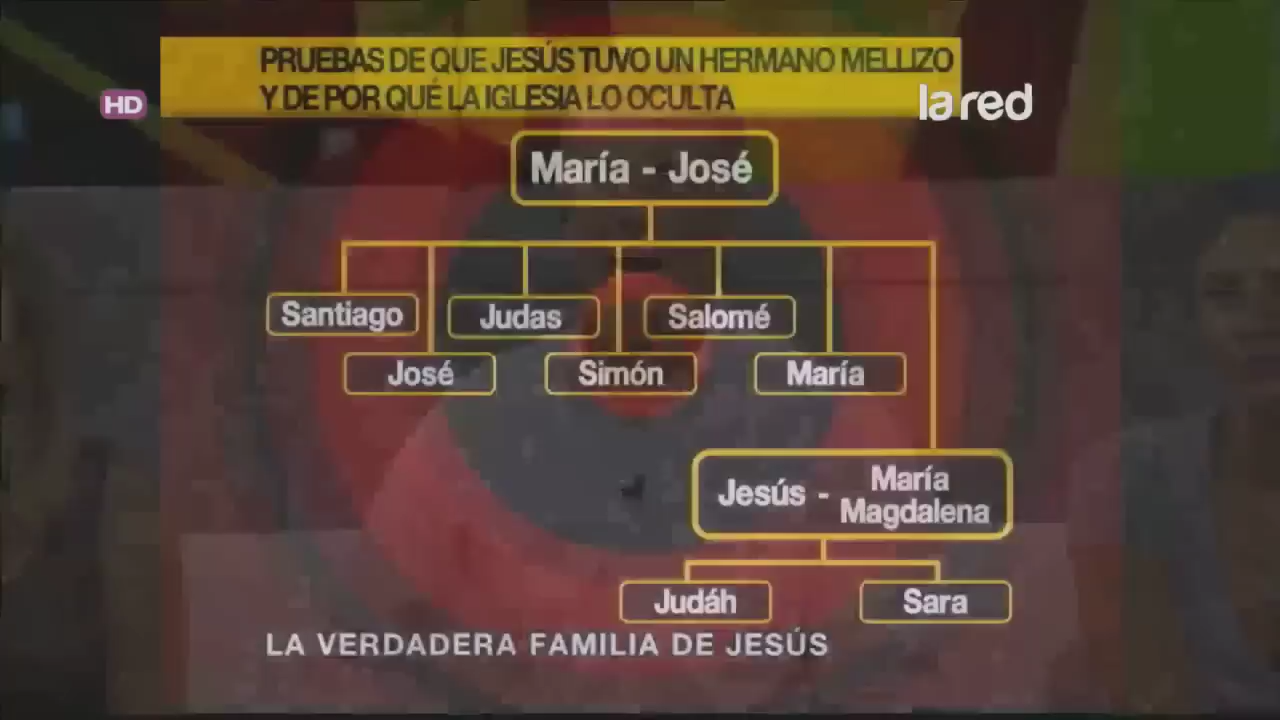 PRUEBAS DE QUE JESÚS TUVO UN HERMANO MELLIZO
Y DE POR QUÉ LA IGLESIA LO OCULTA
HD
la red
María - José
Santiago
Judas
Salomé
José
Simón
María
Jesús - María Magdalena
Judáh
Sara
LA VERDADERA FAMILIA DE JESÚS